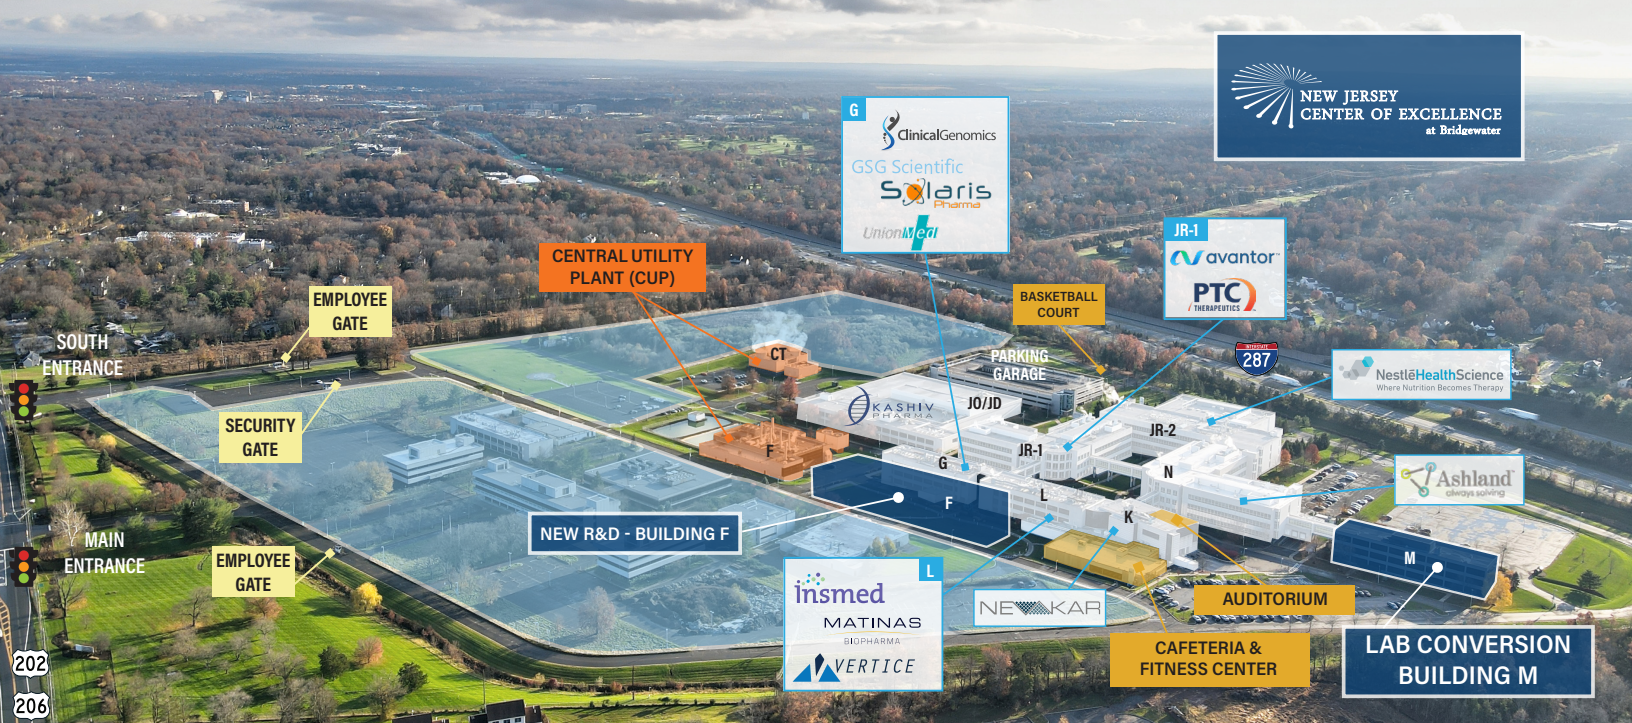 NEW JERSEY
CENTER OF EXCELLENCE
at Bridgewater
G
ClinicalGenomics
GSG Scientific
Solaris
Pharma
UnionMed
JR-1
avantor™
PTC
THERAPEUTICS
CENTRAL UTILITY
PLANT (CUP)
EMPLOYEE
GATE
BASKETBALL
COURT
SOUTH
ENTRANCE
INTERSTATE
287
CT
PARKING
GARAGE
NestléHealthScience
Where Nutrition Becomes Therapy
KASHIV
PHARMA
JO/JD
SECURITY
GATE
JR-1
JR-2
F
G
N
Ashland
always solving
F
L
K
NEW R&D - BUILDING F
MAIN
ENTRANCE
EMPLOYEE
GATE
M
L
insmed
MATINAS
BIOPHARMA
VERTICE
NEVAKAR
AUDITORIUM
CAFETERIA &
FITNESS CENTER
LAB CONVERSION
BUILDING M
202
206